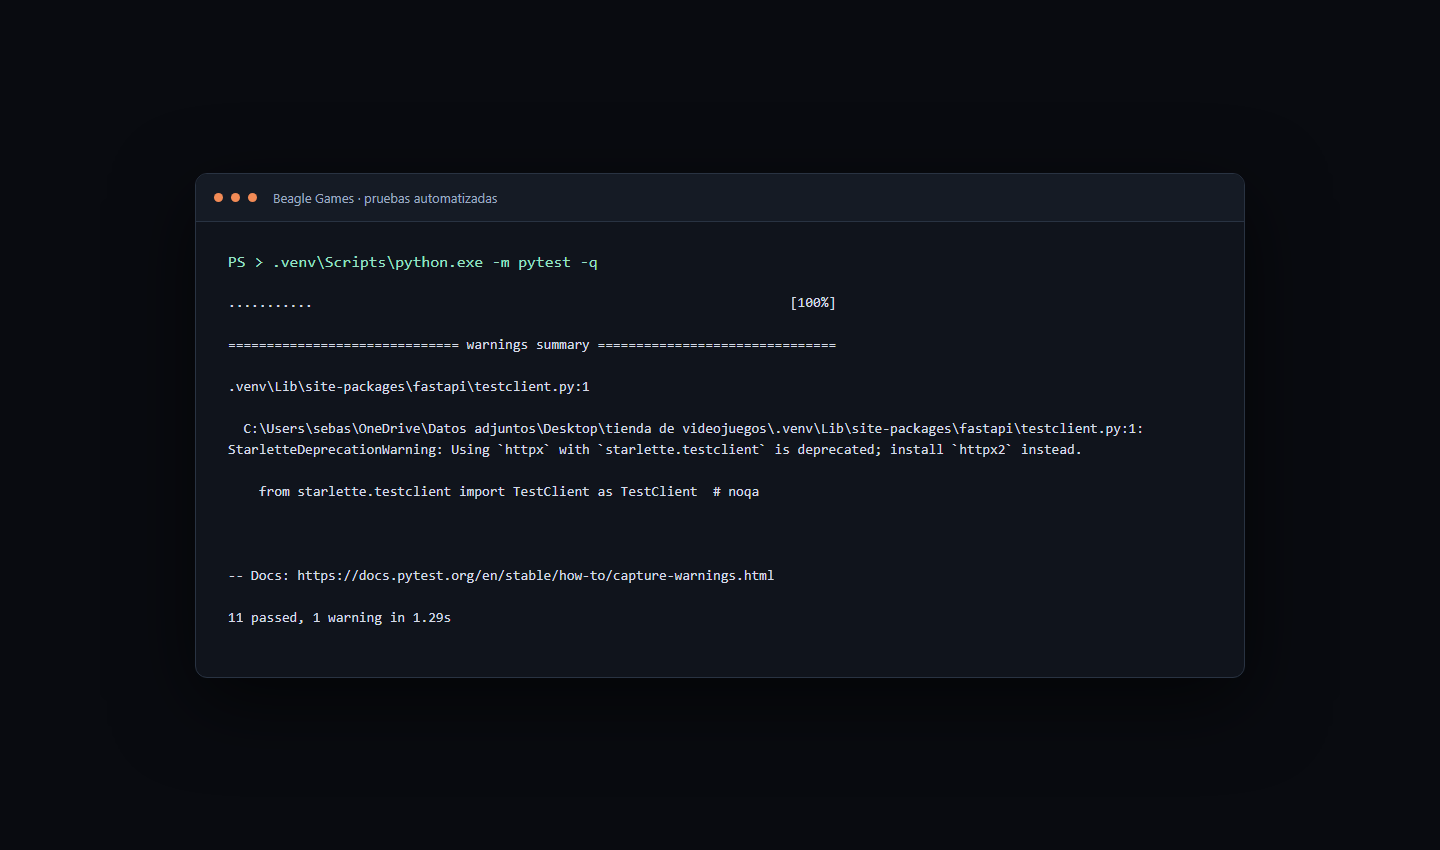 Beagle Games · pruebas automatizadas
PS > .venv\Scripts\python.exe -m pytest -q
........... [100%]
============================== warnings summary ===============================
.venv\Lib\site-packages\fastapi\testclient.py:1
C:\Users\sebas\OneDrive\Datos adjuntos\Desktop\tienda de videojuegos\.venv\Lib\site-packages\fastapi\testclient.py:1:
StarletteDeprecationWarning: Using `httpx` with `starlette.testclient` is deprecated; install `httpx2` instead.
from starlette.testclient import TestClient as TestClient  # noqa
-- Docs: https://docs.pytest.org/en/stable/how-to/capture-warnings.html
11 passed, 1 warning in 1.29s